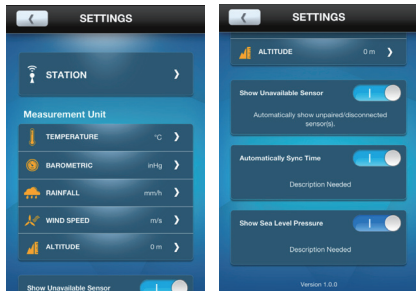 SETTINGS
STATION
Measurement Unit
TEMPERATURE °C
BAROMETRIC inHg
RAINFALL mm/h
WIND SPEED m/s
ALTITUDE 0 m
Show Unavailable Sensor
SETTINGS
ALTITUDE 0 m
Show Unavailable Sensor
Automatically show unpaired/disconnected
sensor(s).
Automatically Sync Time
Description Needed
Show Sea Level Pressure
Description Needed
Version 1.0.0